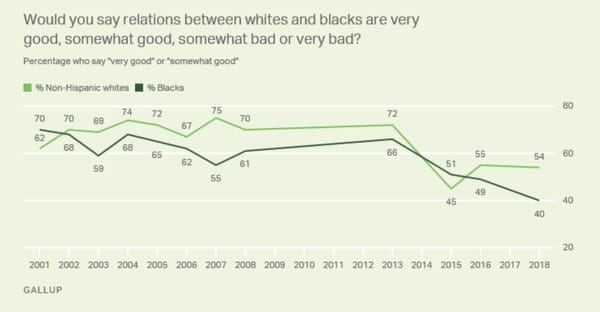 Would you say relations between whites and blacks are very
good, somewhat good, somewhat bad or very bad?
Percentage who say "very good" or "somewhat good"
% Non-Hispanic whites % Blacks
80
60
40
20
70 70 69 74 72 67 75 70 72
62 68 59 68 65 62 55 61 66
51 55 54
45 49 40
2001 2002 2003 2004 2005 2006 2007 2008 2009 2010 2011 2012 2013 2014 2015 2016 2017 2018
GALLUP